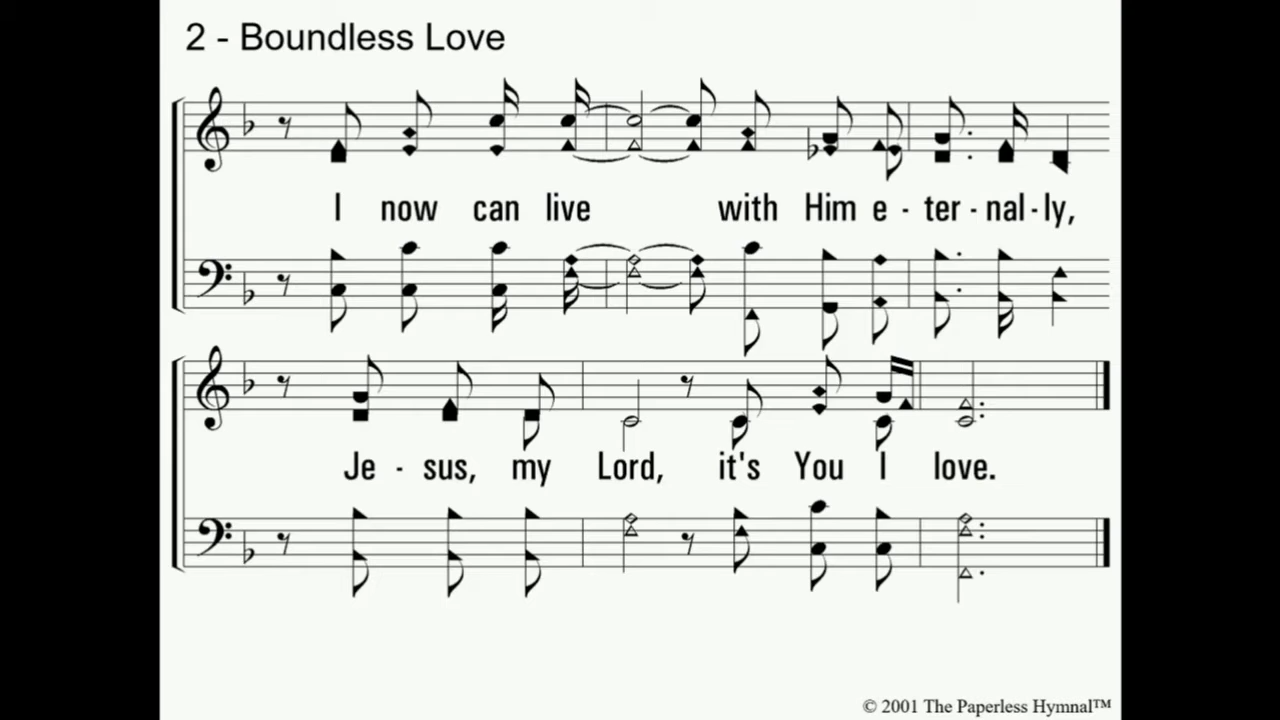 2 - Boundless Love
I now can live with Him e - ter - nal - ly,
Je - sus, my Lord, it's You I love.
© 2001 The Paperless Hymnal™